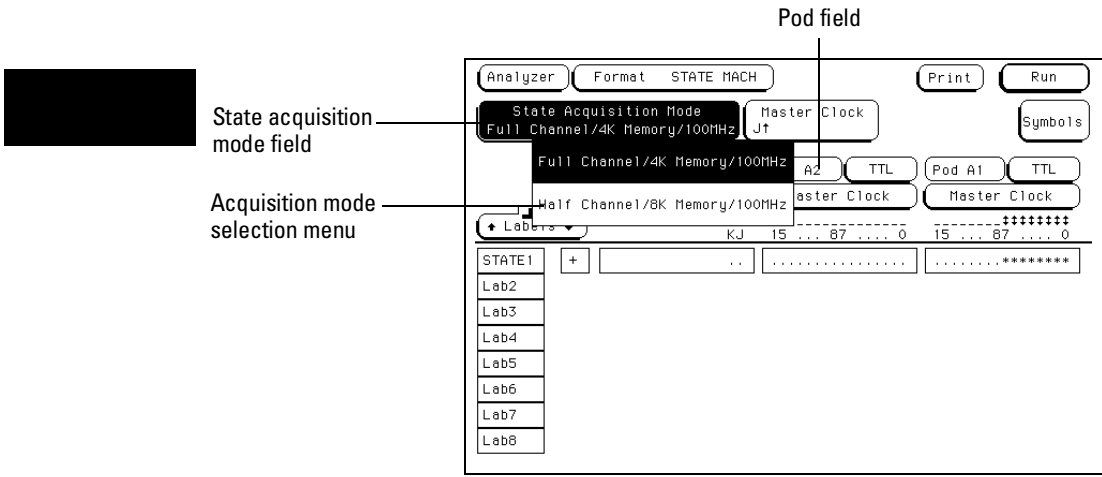 Pod field
Analyzer Format STATE MACH Print Run
State acquisition
mode field
State Acquisition Mode
Full Channel/4K Memory/100MHz
Master Clock
J↑
Symbols
Full Channel/4K Memory/100MHz
A2 TTL Pod A1 TTL
Acquisition mode
selection menu
Half Channel/8K Memory/100MHz
aster Clock Master Clock
Labels
KJ 15 ... 87 .... 0 15 ... 87 .... 0
STATE1 + .. ................ ........********
Lab2
Lab3
Lab4
Lab5
Lab6
Lab7
Lab8